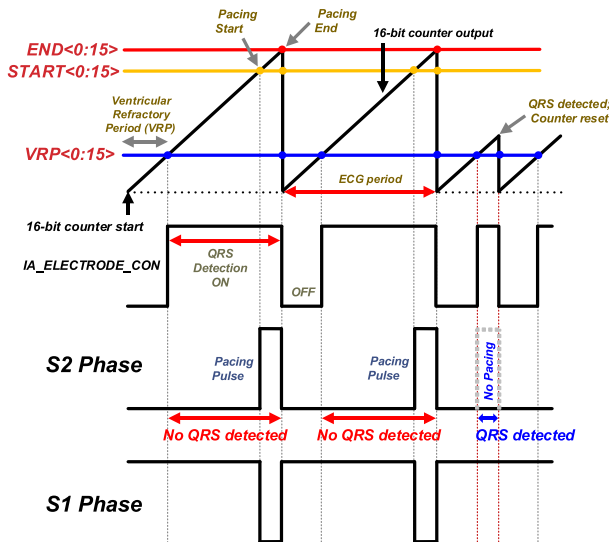 Pacing
Start
Pacing
End
16-bit counter output
END<0:15>
START<0:15>
Ventricular
Refractory
Period (VRP)
QRS detected;
Counter reset
VRP<0:15>
ECG period
16-bit counter start
IA_ELECTRODE_CON
QRS
Detection
ON
OFF
S2 Phase
Pacing
Pulse
Pacing
Pulse
No Pacing
No QRS detected
No QRS detected
QRS detected
S1 Phase